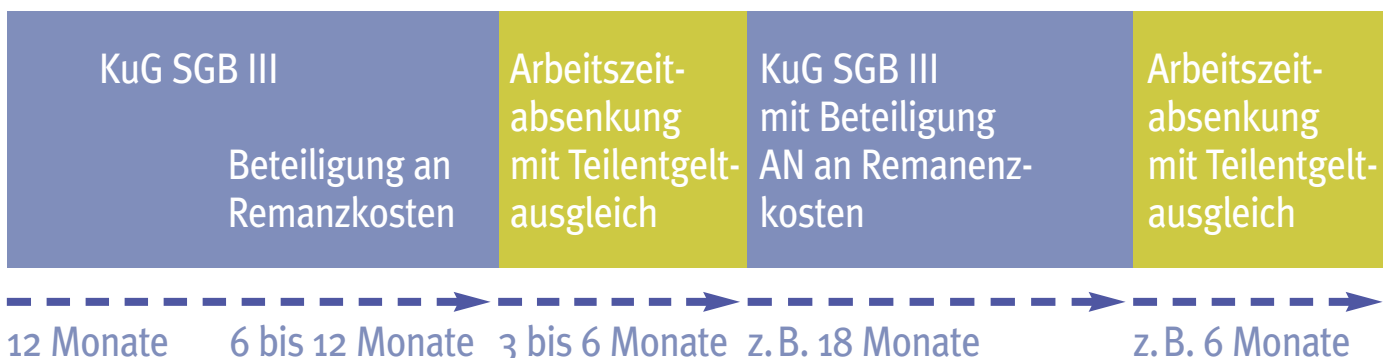 KuG SGB III
Beteiligung an
Remanzkosten
Arbeitszeit-
absenkung
mit Teilentgelt-
ausgleich
KuG SGB III
mit Beteiligung
AN an Remanenz-
kosten
Arbeitszeit-
absenkung
mit Teilentgelt-
ausgleich
12 Monate
6 bis 12 Monate
3 bis 6 Monate
z. B. 18 Monate
z. B. 6 Monate